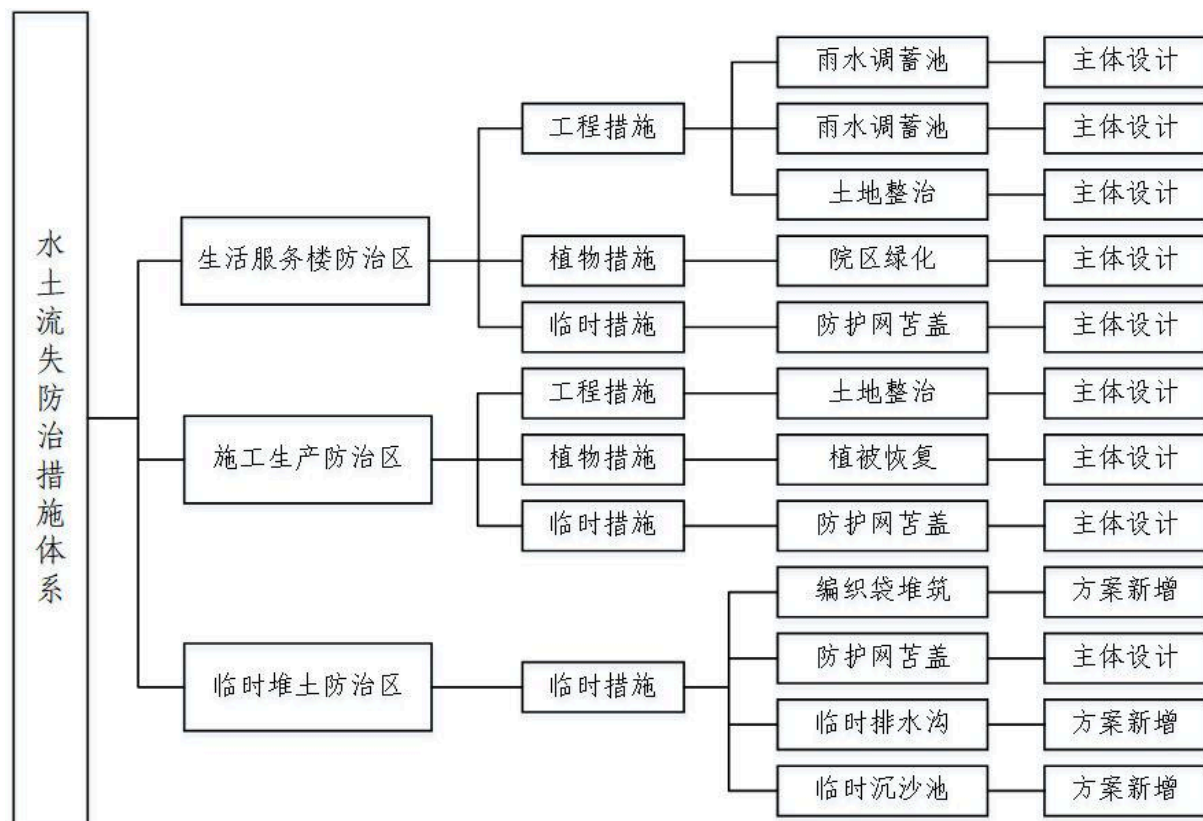 水土流失防治措施体系
生活服务楼防治区
工程措施
雨水调蓄池
主体设计
雨水调蓄池
主体设计
土地整治
主体设计
植物措施
院区绿化
主体设计
临时措施
防护网苫盖
主体设计
施工生产防治区
工程措施
土地整治
主体设计
植物措施
植被恢复
主体设计
临时措施
防护网苫盖
主体设计
临时堆土防治区
临时措施
编织袋堆筑
方案新增
防护网苫盖
主体设计
临时排水沟
方案新增
临时沉沙池
方案新增